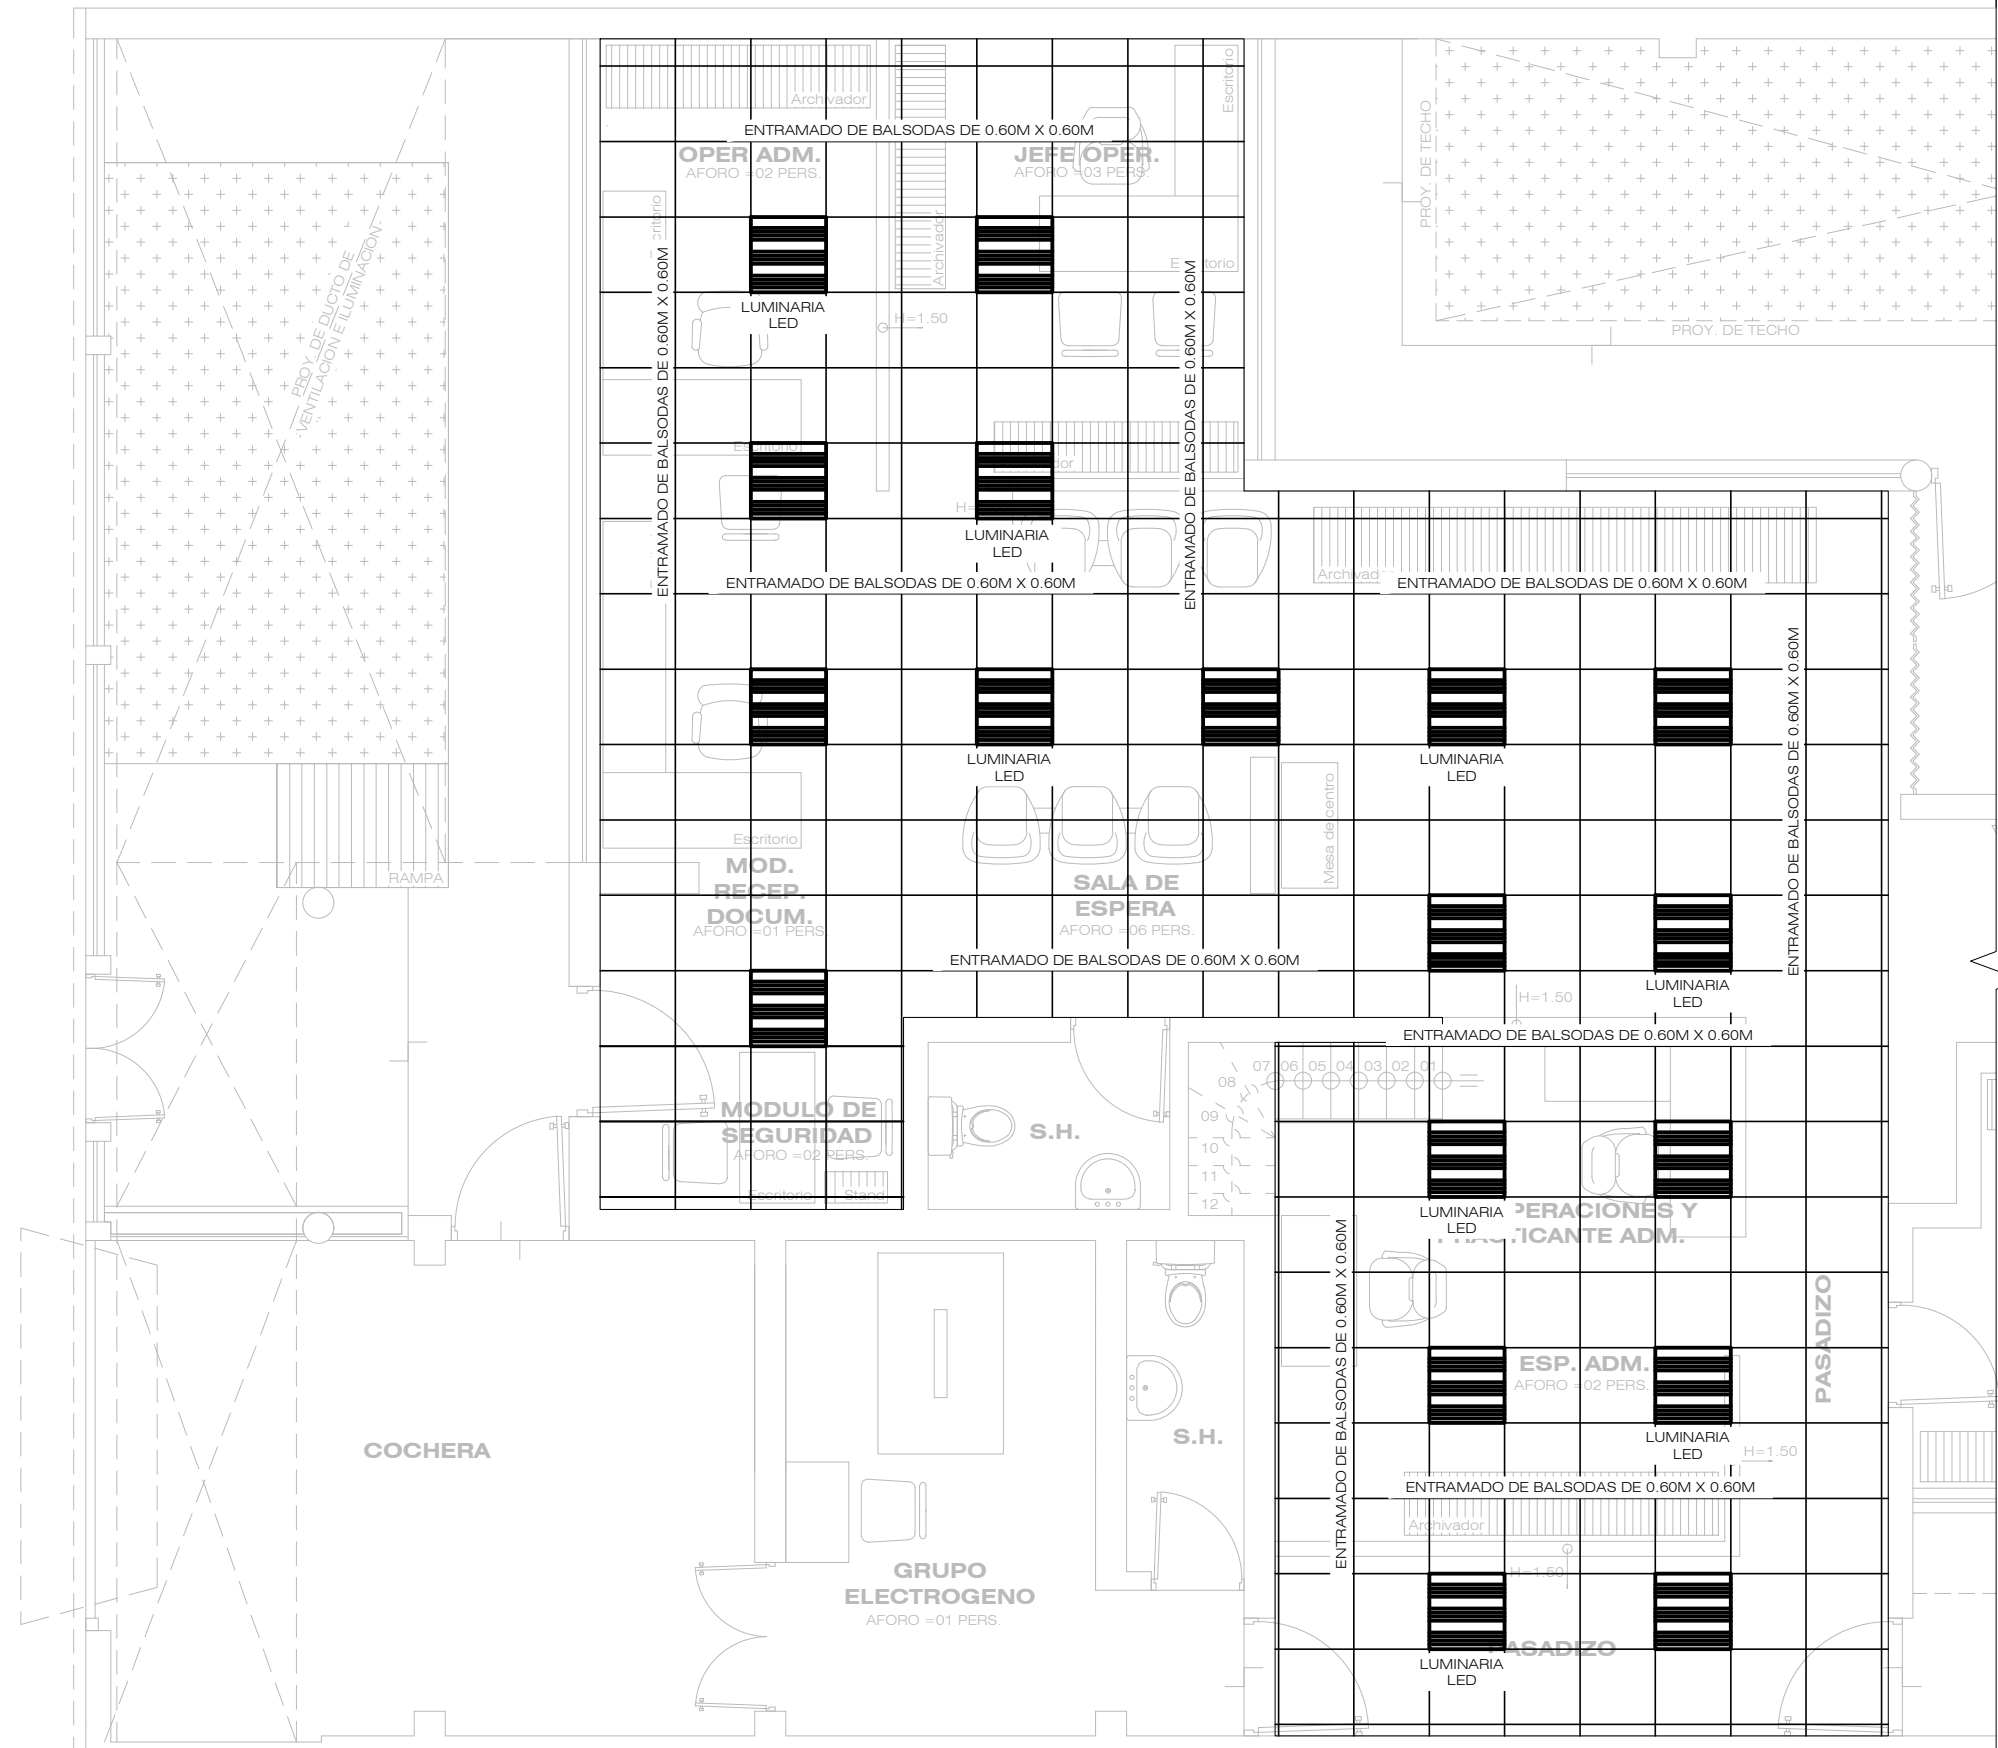 Archivador
Escritorio
ENTRAMADO DE BALSODAS DE 0.60M X 0.60M
OPER ADM.
AFORO =02 PERS.
JEFE OPER.
AFORO =03 PERS.
PROY. DE TECHO
Archivador
ENTRAMADO DE BALSODAS DE 0.60M X 0.60M
ENTRAMADO DE BALSODAS DE 0.60M X 0.60M
PROY. DE DUCTO DE
VENTILACION E ILUMINACION.
LUMINARIA
LED
H=1.50
PROY. DE TECHO
Escritorio
LUMINARIA
LED
ENTRAMADO DE BALSODAS DE 0.60M X 0.60M
Archivad
ENTRAMADO DE BALSODAS DE 0.60M X 0.60M
ENTRAMADO DE BALSODAS DE 0.60M X 0.60M
LUMINARIA
LED
LUMINARIA
LED
Mesa de centro
Escritorio
MOD.
RECEP.
DOCUM.
AFORO =01 PERS.
RAMPA
SALA DE
ESPERA
AFORO =06 PERS.
ENTRAMADO DE BALSODAS DE 0.60M X 0.60M
LUMINARIA
LED
H=1.50
ENTRAMADO DE BALSODAS DE 0.60M X 0.60M
07 06 05 04 03 02 01
08
09
10
11
12
MODULO DE
SEGURIDAD
AFORO =02 PERS.
Escritorio
Stand
S.H.
LUMINARIA
LED
PERACIONES Y
TICANTE ADM.
ENTRAMADO DE BALSODAS DE 0.60M X 0.60M
PASADIZO
ESP. ADM.
AFORO =02 PERS.
COCHERA
S.H.
LUMINARIA
LED
H=1.50
ENTRAMADO DE BALSODAS DE 0.60M X 0.60M
Archivador
GRUPO
ELECTROGENO
AFORO =01 PERS.
H=1.50
PASADIZO
LUMINARIA
LED